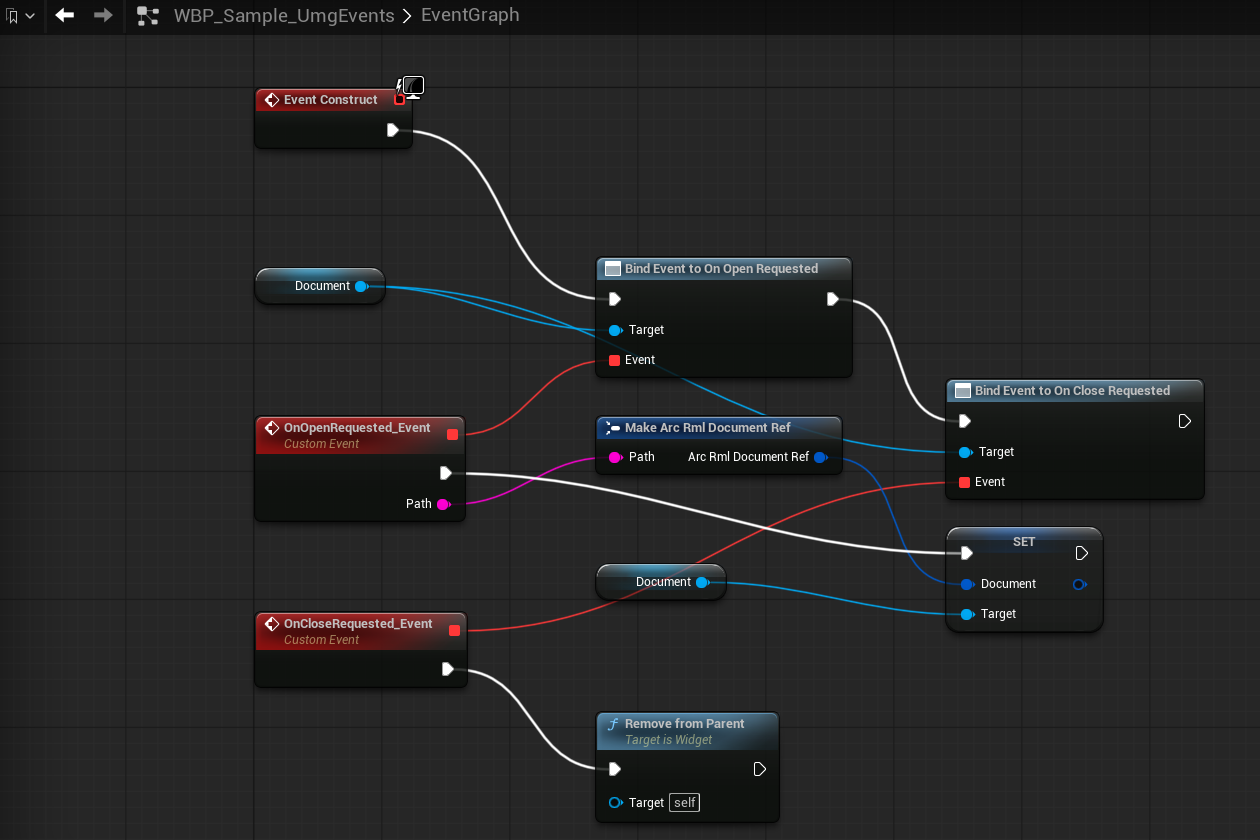 WBP_Sample_UmgEvents > EventGraph
Event Construct
Document
Bind Event to On Open Requested
Target
Event
Bind Event to On Close Requested
Target
Event
OnOpenRequested_Event
Custom Event
Path
Make Arc Rml Document Ref
Path Arc Rml Document Ref
SET
Document
Target
Document
OnCloseRequested_Event
Custom Event
Remove from Parent
Target is Widget
Target self